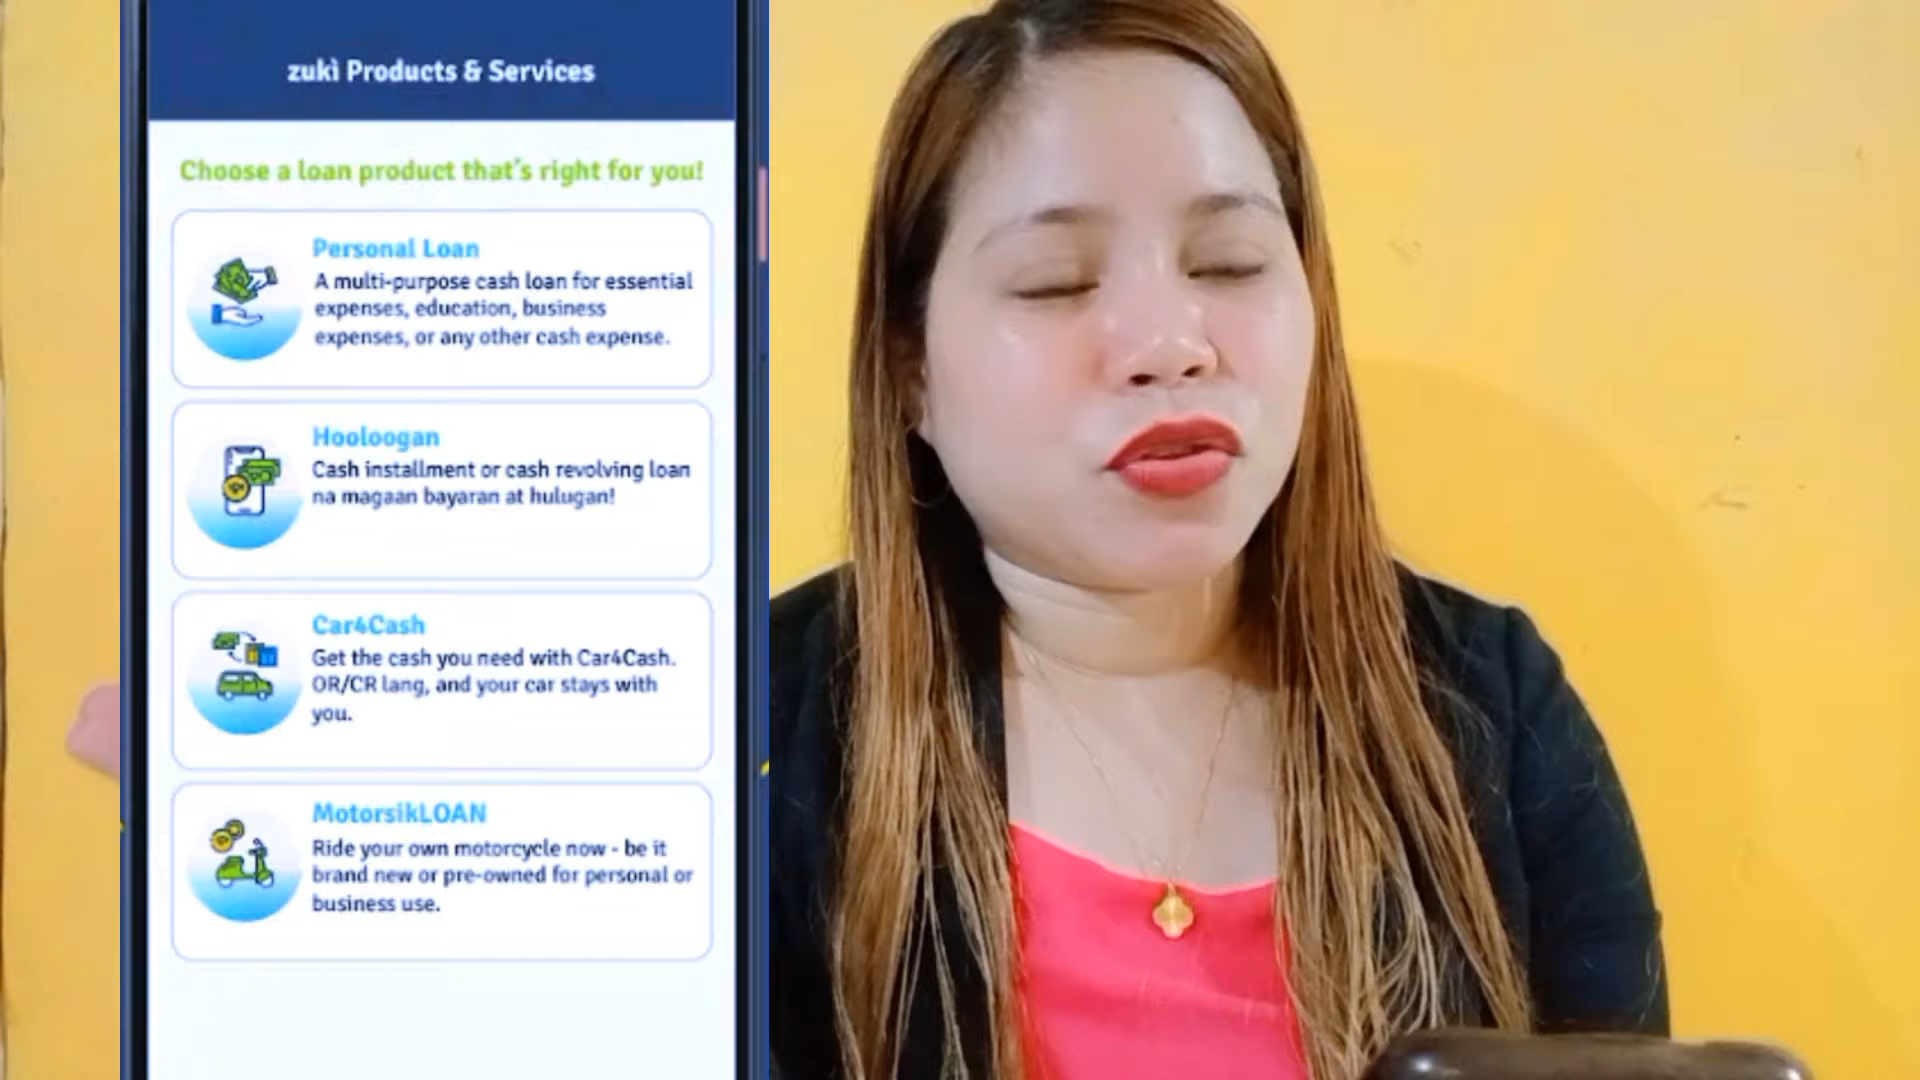 zukì Products & Services
Choose a loan product that's right for you!
Personal Loan
A multi-purpose cash loan for essential
expenses, education, business
expenses, or any other cash expense.
Hooloogan
Cash installment or cash revolving loan
na magaan bayaran at hulugan!
Car4Cash
Get the cash you need with Car4Cash.
OR/CR lang, and your car stays with
you.
MotorsikLOAN
Ride your own motorcycle now - be it
brand new or pre-owned for personal or
business use.